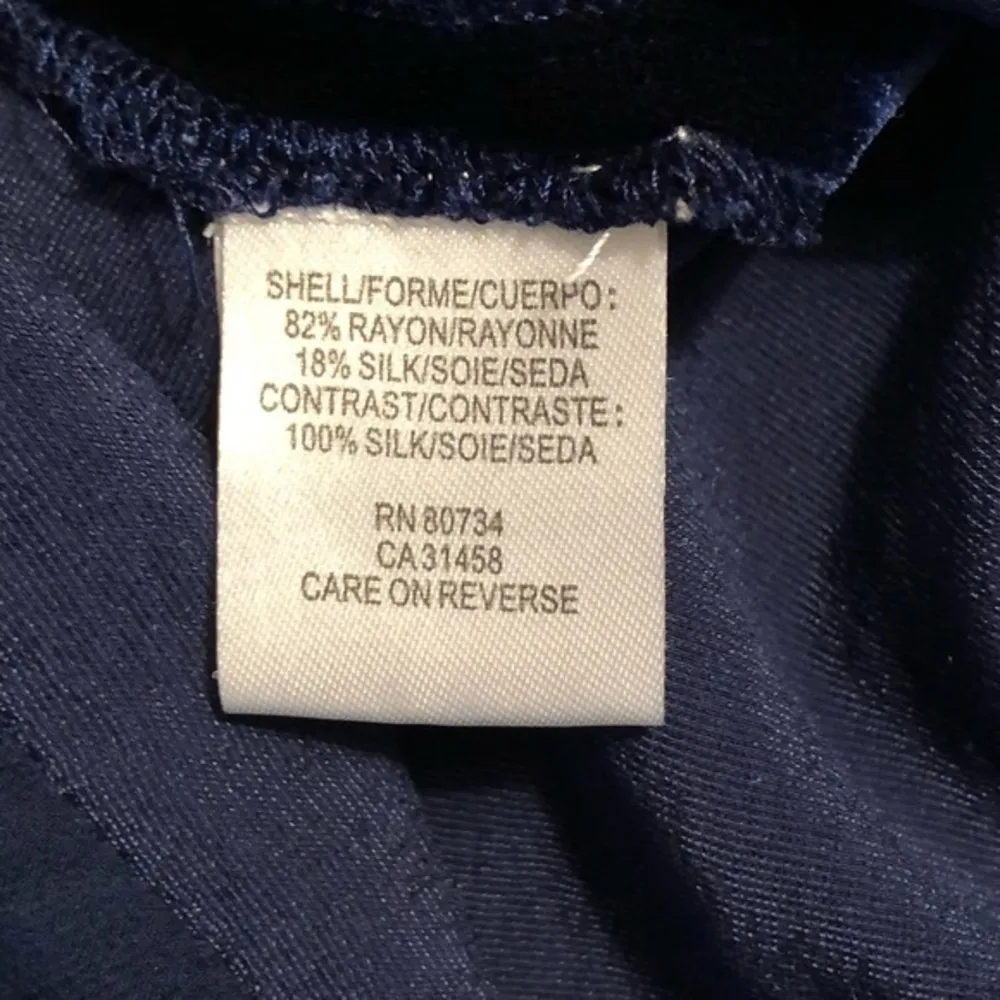 SHELL/FORME/CUERPO:
82% RAYON/RAYONNE
18% SILK/SOIE/SEDA
CONTRAST/CONTRASTE:
100% SILK/SOIE/SEDA
RN 80734
CA 31458
CARE ON REVERSE